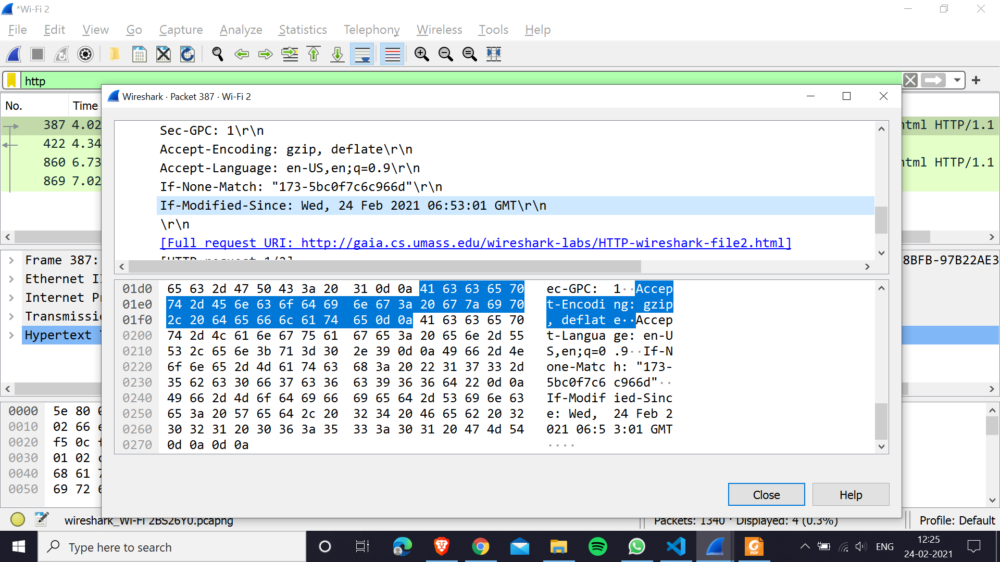 *Wi-Fi 2
File Edit View Go Capture Analyze Statistics Telephony Wireless Tools Help
http
No. Time
387 4.02
422 4.34
860 6.73
869 7.02
html HTTP/1.1
html HTTP/1.1
Wireshark · Packet 387 · Wi-Fi 2
Sec-GPC: 1\r\n
Accept-Encoding: gzip, deflate\r\n
Accept-Language: en-US,en;q=0.9\r\n
If-None-Match: "173-5bc0f7c6c966d"\r\n
If-Modified-Since: Wed, 24 Feb 2021 06:53:01 GMT\r\n
\r\n
[Full request URI: http://gaia.cs.umass.edu/wireshark-labs/HTTP-wireshark-file2.html]
[HTTP request 1/2]
01d0 65 63 2d 47 50 43 3a 20 31 0d 0a 41 63 63 65 70 ec-GPC: 1··Accep
01e0 74 2d 45 6e 63 6f 64 69 6e 67 3a 20 67 7a 69 70 t-Encodi ng: gzip
01f0 2c 20 64 65 66 6c 61 74 65 0d 0a 41 63 63 65 70 , deflat e··Accep
0200 74 2d 4c 61 6e 67 75 61 67 65 3a 20 65 6e 2d 55 t-Langua ge: en-U
0210 53 2c 65 6e 3b 71 3d 30 2e 39 0d 0a 49 66 2d 4e S,en;q=0 .9··If-N
0220 6f 6e 65 2d 4d 61 74 63 68 3a 20 22 31 37 33 2d one-Matc h: "173-
0230 35 62 63 30 66 37 63 36 63 39 36 36 64 22 0d 0a 5bc0f7c6 c966d"··
0240 49 66 2d 4d 6f 64 69 66 69 65 64 2d 53 69 6e 63 If-Modif ied-Sinc
0250 65 3a 20 57 65 64 2c 20 32 34 20 46 65 62 20 32 e: Wed, 24 Feb 2
0260 30 32 31 20 30 36 3a 35 33 3a 30 31 20 47 4d 54 021 06:5 3:01 GMT
0270 0d 0a 0d 0a ····
Close Help
Frame 387: 8BFB-97B22AE3
Ethernet II
Internet Pr
Transmissio
Hypertext T
0000 5e 80
0010 02 66
0020 f5 0c
0030 01 02
0040 68 61
0050 69 72
wireshark_Wi-Fi 2BS26Y0.pcapng Packets: 1340 · Displayed: 4 (0.3%) Profile: Default
Type here to search
PDF
ENG
12:25
24-02-2021